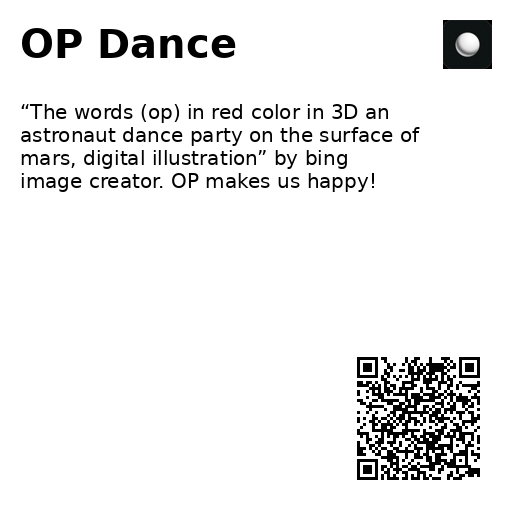 OP Dance
“The words (op) in red color in 3D an
astronaut dance party on the surface of
mars, digital illustration” by bing
image creator. OP makes us happy!